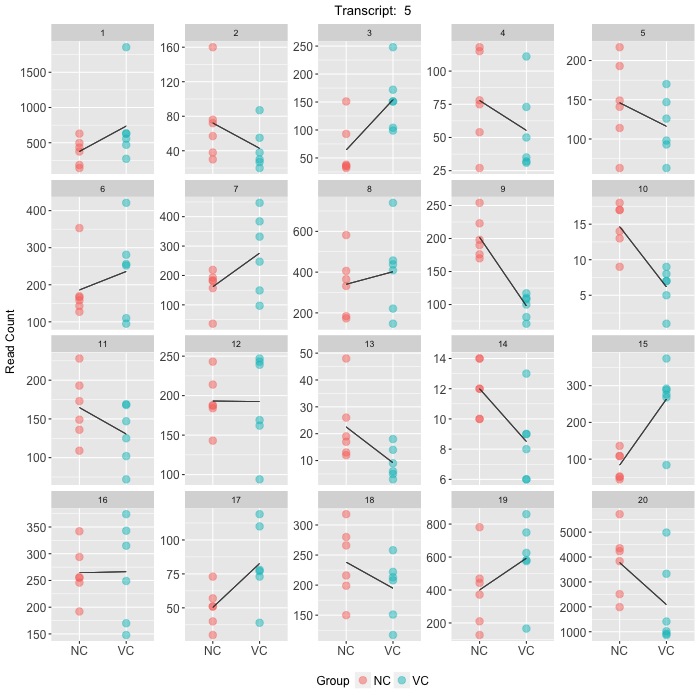 Transcript: 5
1 2 3 4 5
1500 1000 500
160 120 80 40
250 200 150 100 50
100 75 50 25
200 150 100
6 7 8 9 10
400 300 200 100
400 300 200 100
600 400 200
250 200 150 100
15 10 5
11 12 13 14 15
200 150 100
250 200 150 100
50 40 30 20 10
14 12 10 8 6
300 200 100
16 17 18 19 20
350 300 250 200 150
100 75 50
300 250 200 150
800 600 400 200
5000 4000 3000 2000 1000
NC VC NC VC NC VC NC VC NC VC
Read Count
Group NC VC